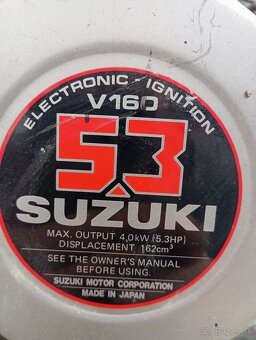 ELECTRONIC - IGNITION
V160
5.3
SUZUKI
MAX. OUTPUT 4,0kW (5.3HP)
DISPLACEMENT 162cm³
SEE THE OWNER'S MANUAL
BEFORE USING.
SUZUKI MOTOR CORPORATION
MADE IN JAPAN